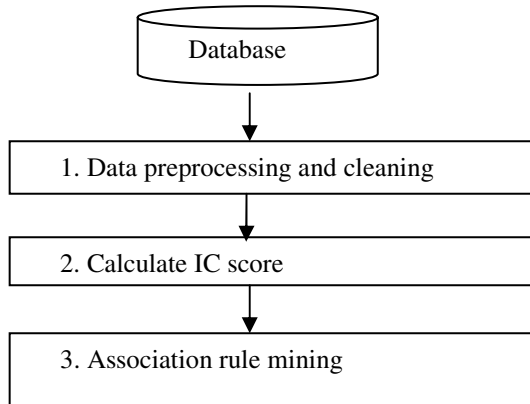 Database
1. Data preprocessing and cleaning
2. Calculate IC score
3. Association rule mining